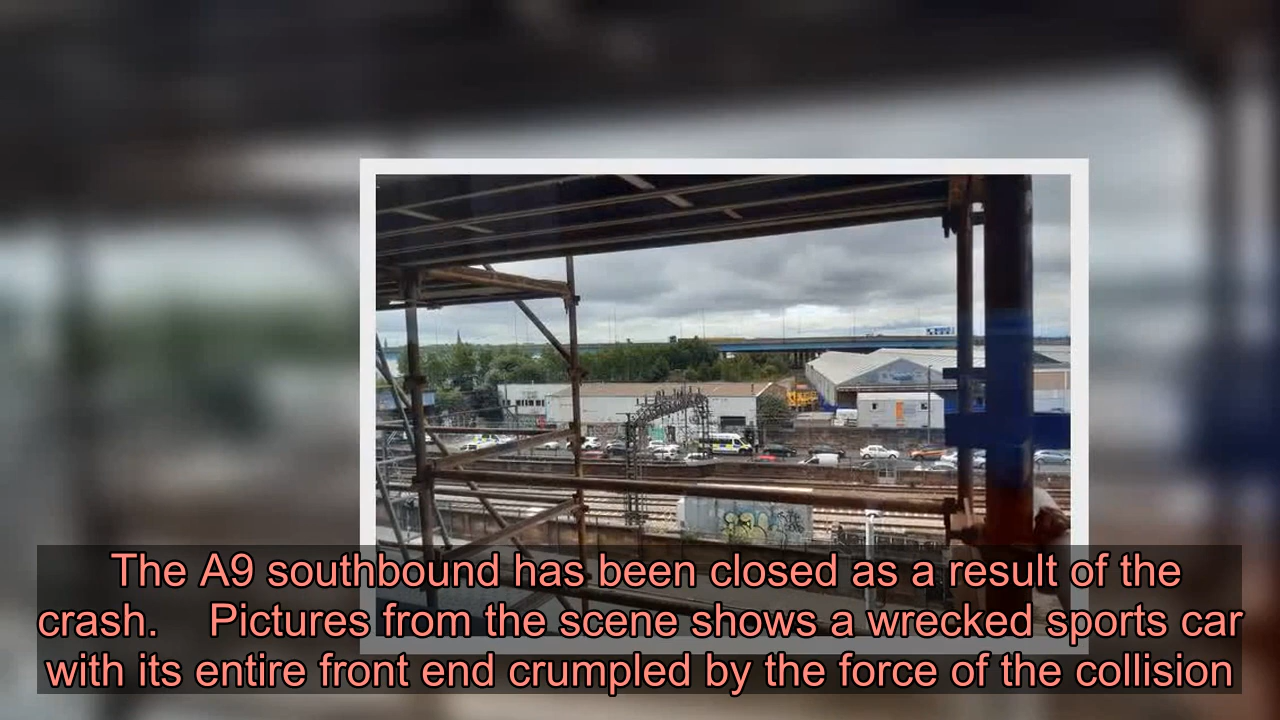 The A9 southbound has been closed as a result of the
crash. Pictures from the scene shows a wrecked sports car
with its entire front end crumpled by the force of the collision